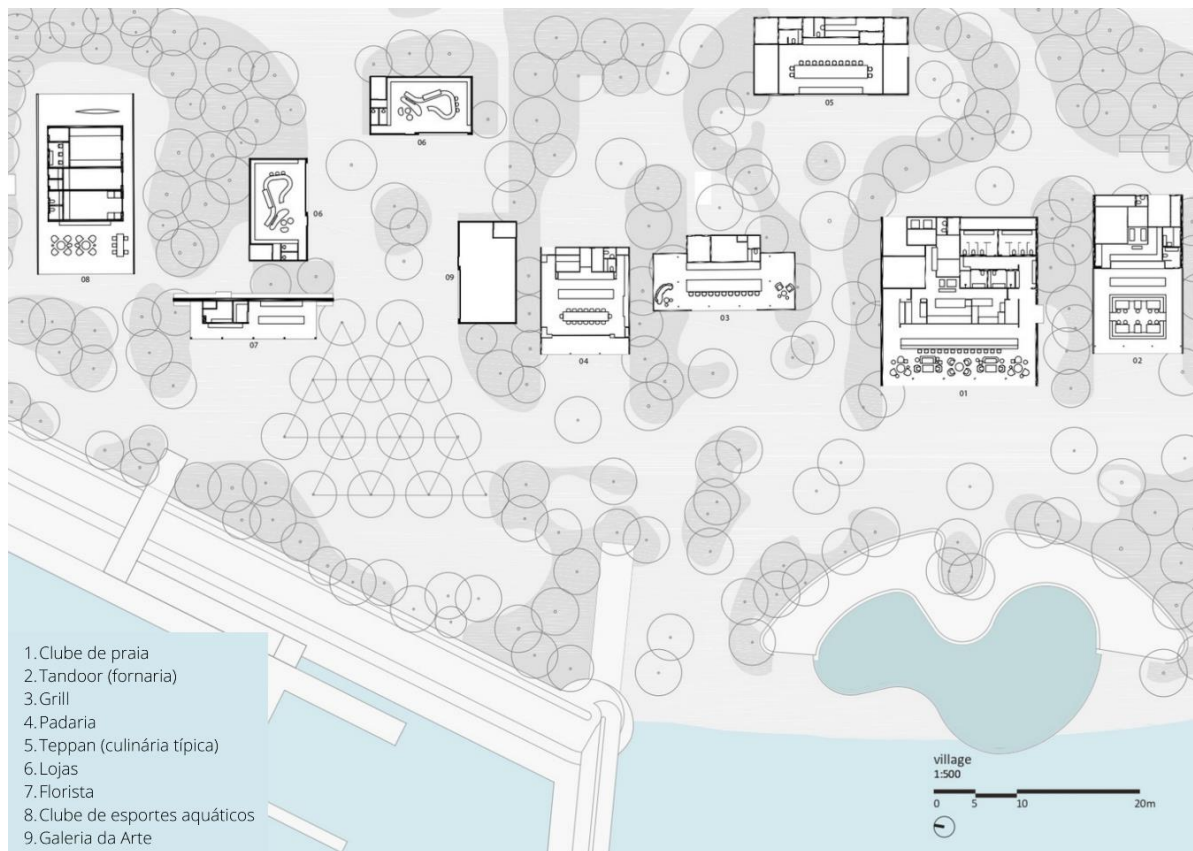 05
06
06
08
09
03
04
07
02
01
1. Clube de praia
2. Tandoor (fornaria)
3. Grill
4. Padaria
5. Teppan (culinária típica)
6. Lojas
7. Florista
8. Clube de esportes aquáticos
9. Galeria da Arte
village
1:500
0 5 10 20m